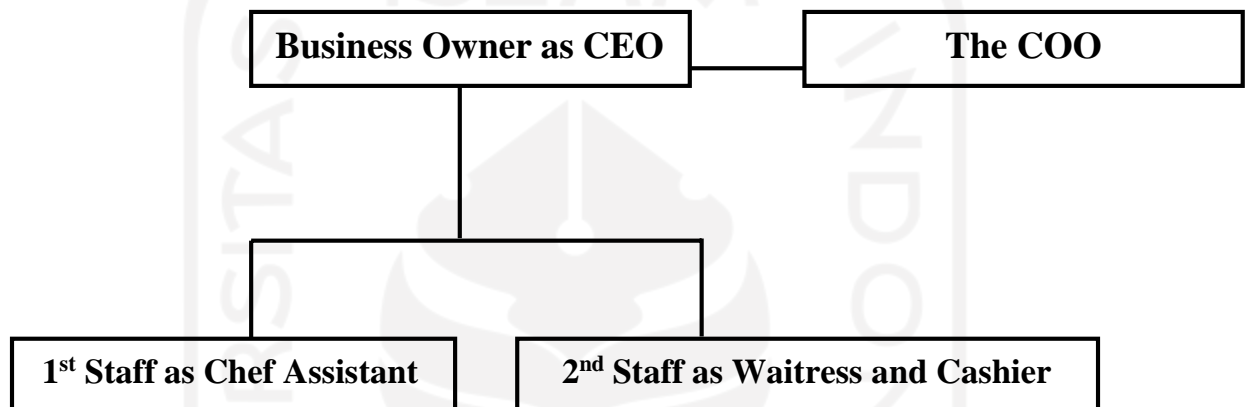 Business Owner as CEO
The COO
1st Staff as Chef Assistant
2nd Staff as Waitress and Cashier